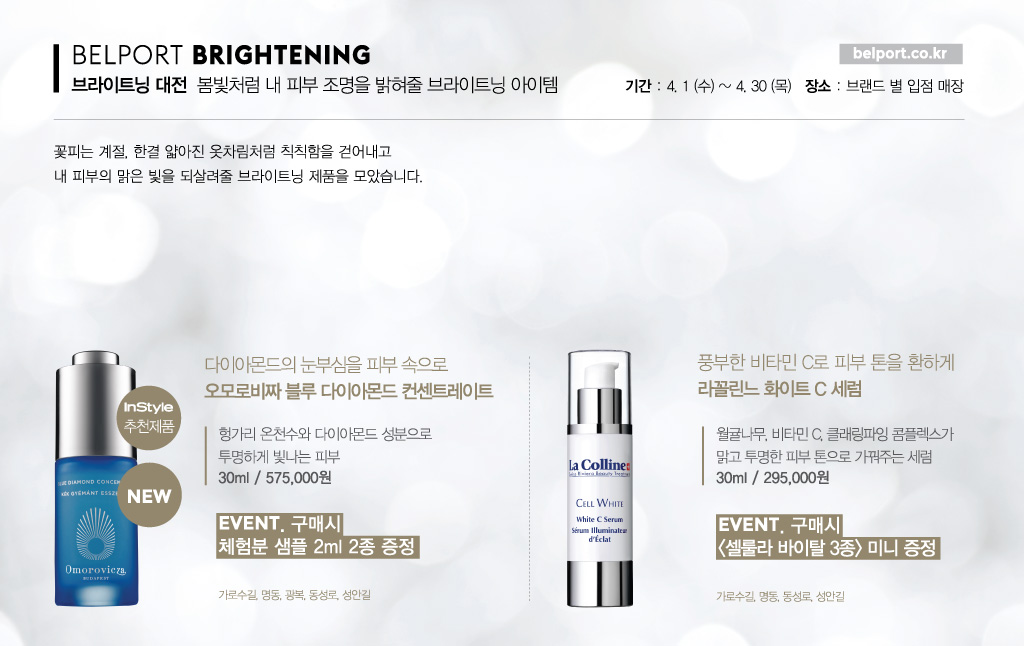 BELPORT BRIGHTENING
belport.co.kr
브라이트닝 대전 봄빛처럼 내 피부 조명을 밝혀줄 브라이트닝 아이템
기간 : 4. 1 (수) ~ 4. 30 (목) 장소 : 브랜드 별 입점 매장
꽃피는 계절, 한결 얇아진 옷차림처럼 칙칙함을 걷어내고
내 피부의 맑은 빛을 되살려줄 브라이트닝 제품을 모았습니다.
다이아몬드의 눈부심을 피부 속으로
오모로비짜 블루 다이아몬드 컨센트레이트
InStyle
추천제품
NEW
헝가리 온천수와 다이아몬드 성분으로
투명하게 빛나는 피부
30ml / 575,000원
EVENT. 구매시
체험분 샘플 2ml 2종 증정
가로수길, 명동, 광복, 동성로, 성안길
BLUE DIAMOND CONCEN
Omorovicza
BUDAPEST
풍부한 비타민 C로 피부 톤을 환하게
라꼴린느 화이트 C 세럼
월귤나무, 비타민 C, 클래링파잉 콤플렉스가
맑고 투명한 피부 톤으로 가꿔주는 세럼
30ml / 295,000원
EVENT. 구매시
<셀룰라 바이탈 3종> 미니 증정
가로수길, 명동, 동성로, 성안길
La Colline
CELL WHITE
White C Serum
Sérum Illuminateur
d'Éclat